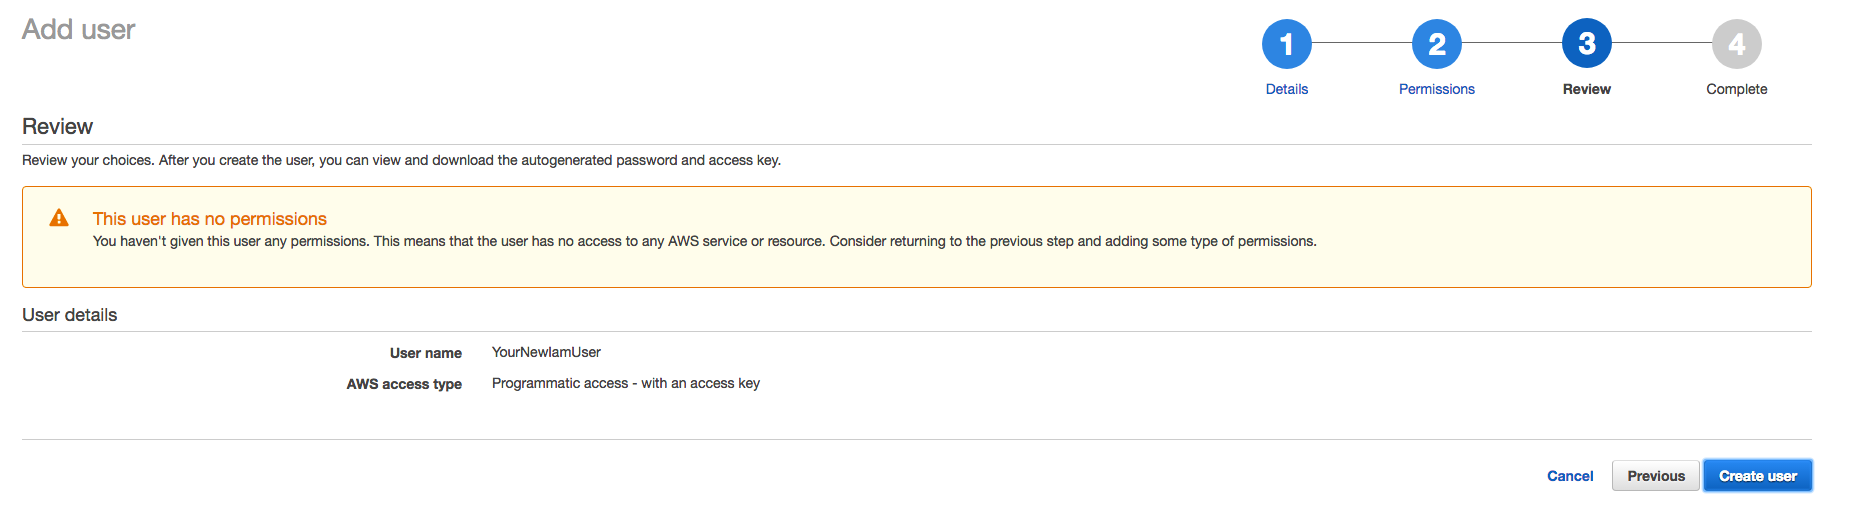 Add user
1
2
3
4
Details
Permissions
Review
Complete
Review
Review your choices. After you create the user, you can view and download the autogenerated password and access key.
This user has no permissions
You haven't given this user any permissions. This means that the user has no access to any AWS service or resource. Consider returning to the previous step and adding some type of permissions.
User details
User name YourNewIamUser
AWS access type Programmatic access - with an access key
Cancel Previous Create user